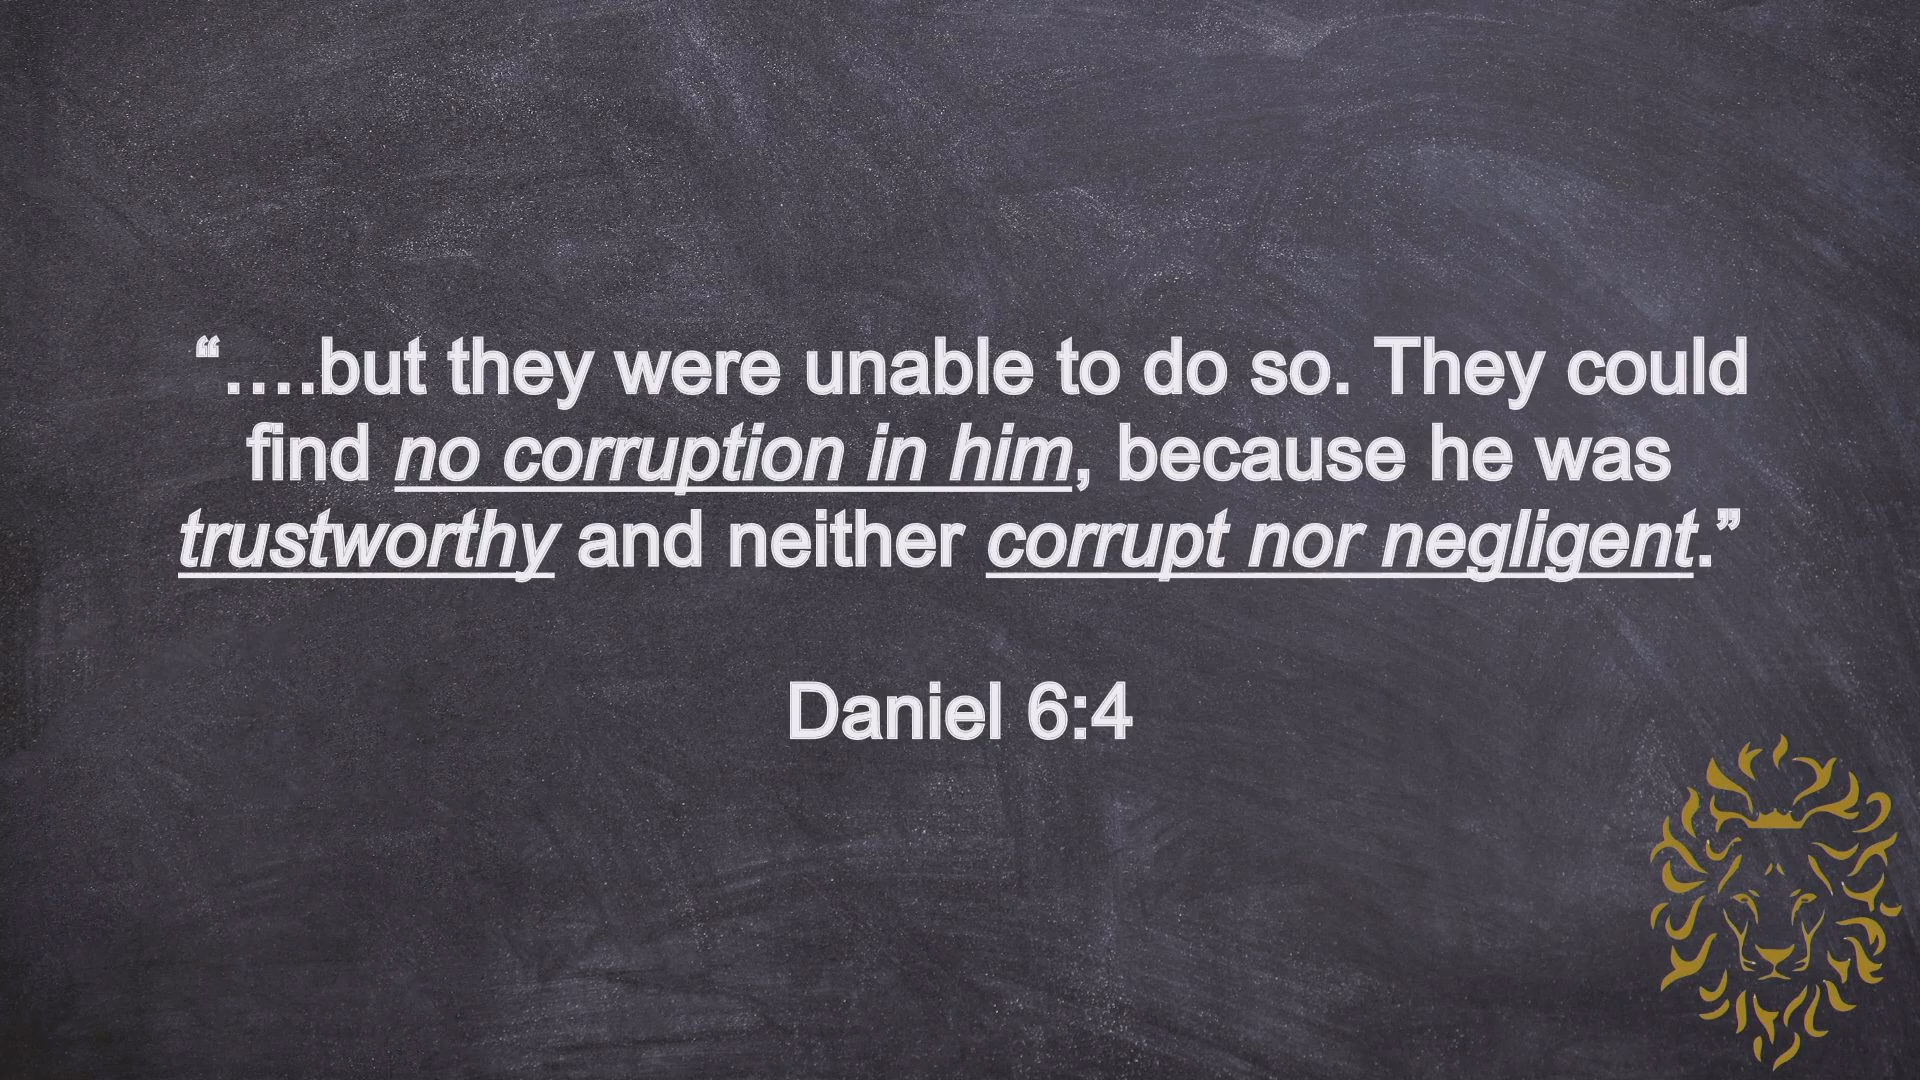 “….but they were unable to do so. They could
find no corruption in him, because he was
trustworthy and neither corrupt nor negligent.”
Daniel 6:4